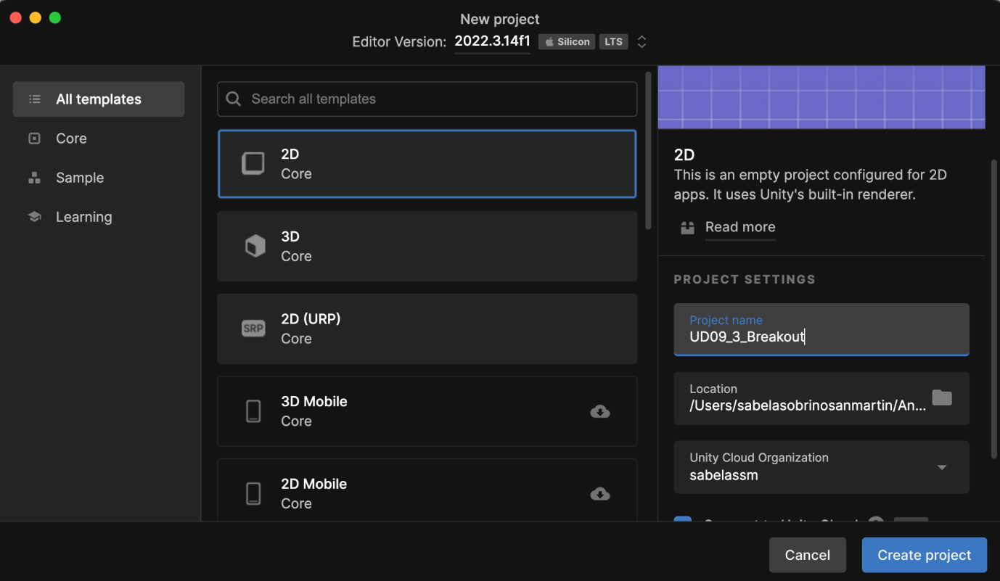 New project
Editor Version: 2022.3.14f1 Silicon LTS
All templates
Core
Sample
Learning
Search all templates
2D
Core
3D
Core
SRP
2D (URP)
Core
3D Mobile
Core
2D Mobile
Core
2D
This is an empty project configured for 2D
apps. It uses Unity's built-in renderer.
Read more
PROJECT SETTINGS
Project name
UD09_3_Breakout
Location
/Users/sabelasobrinosanmartin/An...
Unity Cloud Organization
sabelassm
Cancel
Create project